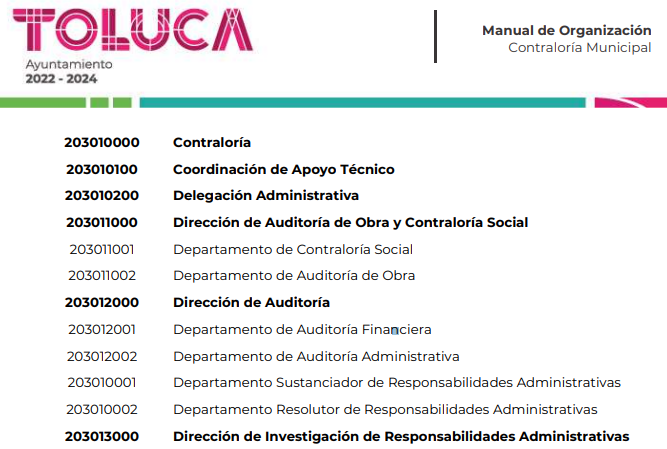 TOLUCA
Ayuntamiento
2022 - 2024
Manual de Organización
Contraloría Municipal
203010000 Contraloría
203010100 Coordinación de Apoyo Técnico
203010200 Delegación Administrativa
203011000 Dirección de Auditoría de Obra y Contraloría Social
203011001 Departamento de Contraloría Social
203011002 Departamento de Auditoría de Obra
203012000 Dirección de Auditoría
203012001 Departamento de Auditoría Financiera
203012002 Departamento de Auditoría Administrativa
203010001 Departamento Sustanciador de Responsabilidades Administrativas
203010002 Departamento Resolutor de Responsabilidades Administrativas
203013000 Dirección de Investigación de Responsabilidades Administrativas